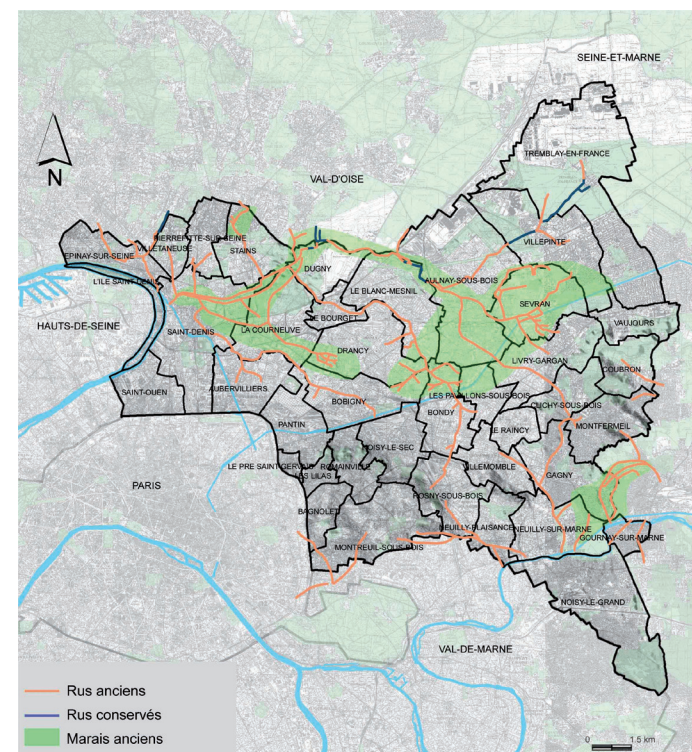 SEINE-ET-MARNE
TREMBLAY-EN-FRANCE
N
VAL-D'OISE
PIERREFITTE-SUR-SEINE
VILLETANEUSE
VILLEPINTE
EPINAY-SUR-SEINE
STAINS
DUGNY
L'ILE SAINT-DENIS
AULNAY-SOUS-BOIS
LE BLANC-MESNIL
SEVRAN
LE BOURGET
VAUJOURS
HAUTS-DE-SEINE
SAINT-DENIS
LA COURNEUVE
DRANCY
LIVRY-GARGAN
COUBRON
SAINT-OUEN
AUBERVILLIERS
LES PAVILLONS-SOUS-BOIS
BOBIGNY
CLICHY-SOUS-BOIS
BONDY
PANTIN
LE RAINCY
MONTFERMEIL
NOISY-LE-SEC
LE PRE SAINT-GERVAIS
ROMAINVILLE
VILLEMOMBLE
LES LILAS
GAGNY
PARIS
ROSNY-SOUS-BOIS
BAGNOLET
NEUILLY-PLAISANCE
NEUILLY-SUR-MARNE
GOURNAY-SUR-MARNE
MONTREUIL-SOUS-BOIS
NOISY-LE-GRAND
VAL-DE-MARNE
Rus anciens
Rus conservés
Marais anciens
0 1.5 km